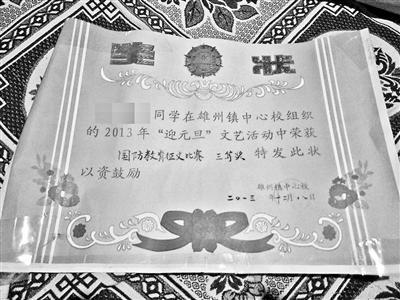 奖 状
同学在雄州镇中心校组织
的2013年“迎元旦”文艺活动中荣获
国防教育征文比赛 三等奖 特发此状
以资鼓励
雄州镇中心校
二〇一三年十二月八日